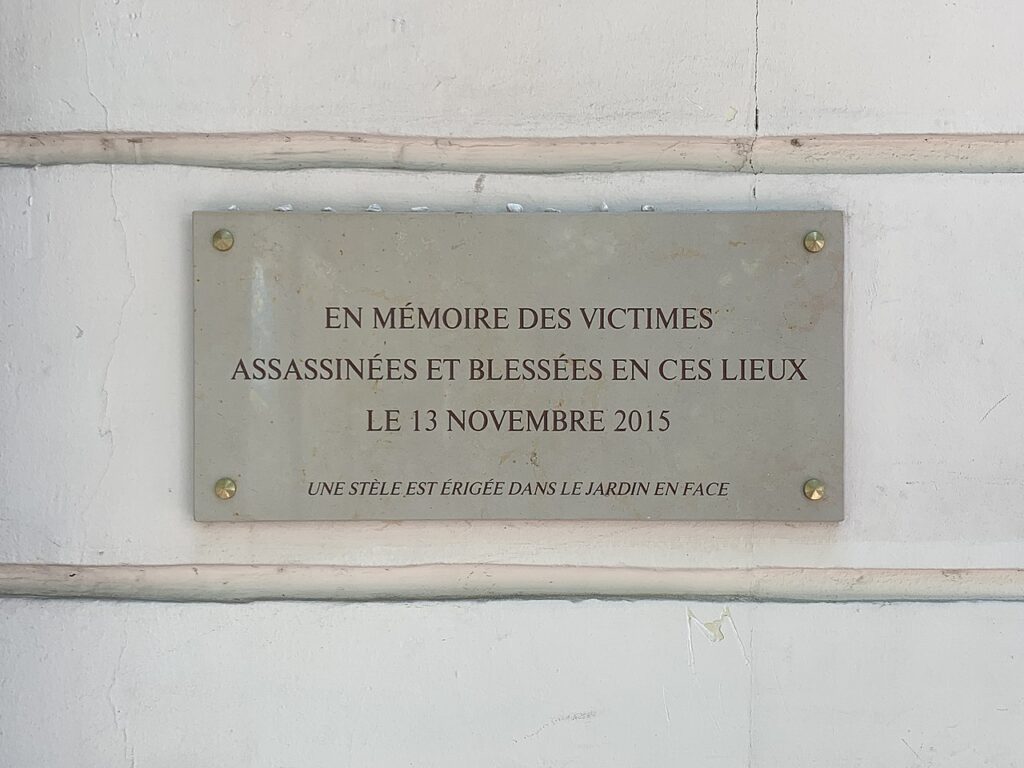 EN MÉMOIRE DES VICTIMES
ASSASSINÉES ET BLESSÉES EN CES LIEUX
LE 13 NOVEMBRE 2015
UNE STÈLE EST ÉRIGÉE DANS LE JARDIN EN FACE